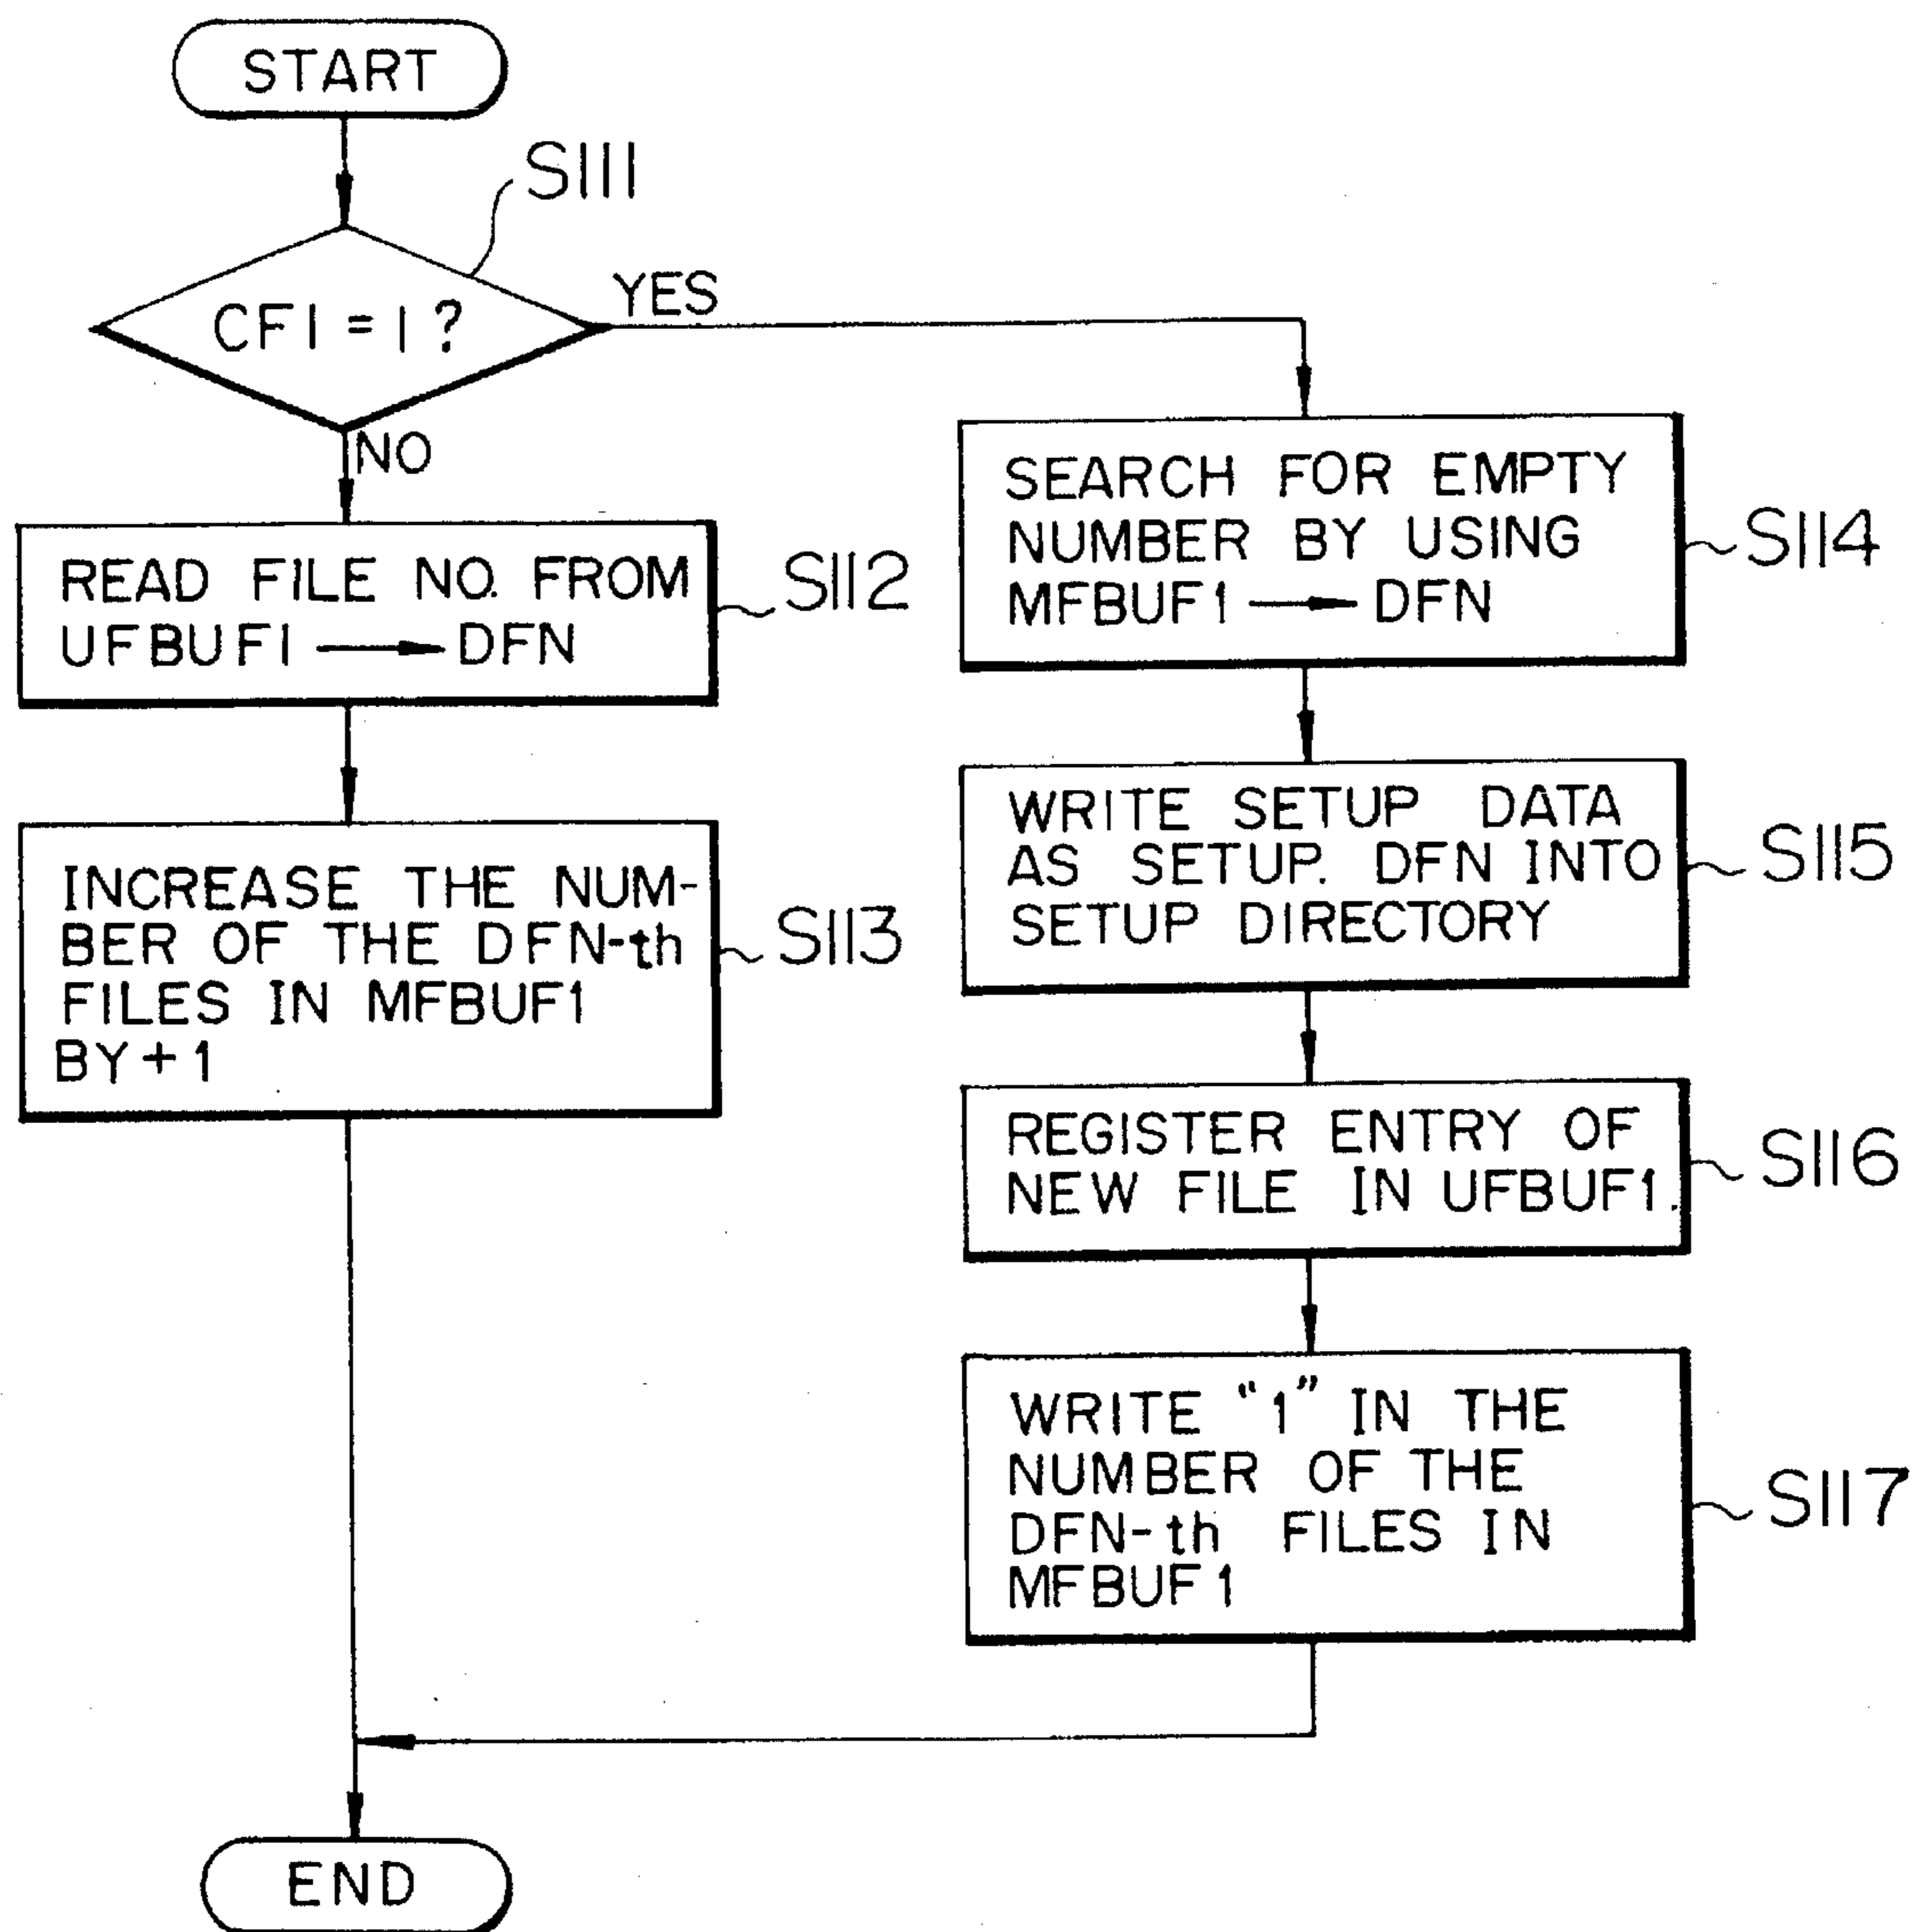 START
S111
CF1 = 1 ?
YES
NO
READ FILE NO. FROM
UFBUF1 → DFN
S112
INCREASE THE NUM-
BER OF THE DFN-th
FILES IN MFBUF1
BY +1
S113
SEARCH FOR EMPTY
NUMBER BY USING
MFBUF1 → DFN
S114
WRITE SETUP DATA
AS SETUP. DFN INTO
SETUP DIRECTORY
S115
REGISTER ENTRY OF
NEW FILE IN UFBUF1.
S116
WRITE "1" IN THE
NUMBER OF THE
DFN-th FILES IN
MFBUF1
S117
END